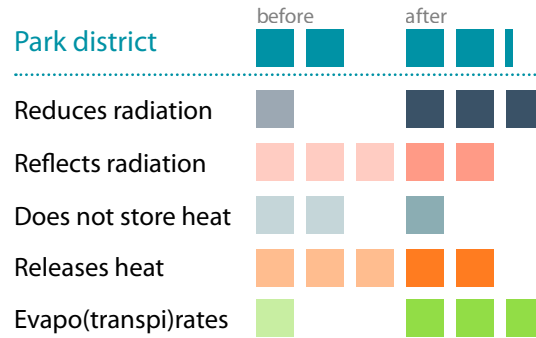 before after
Park district
Reduces radiation
Reflects radiation
Does not store heat
Releases heat
Evapo(transpi)rates